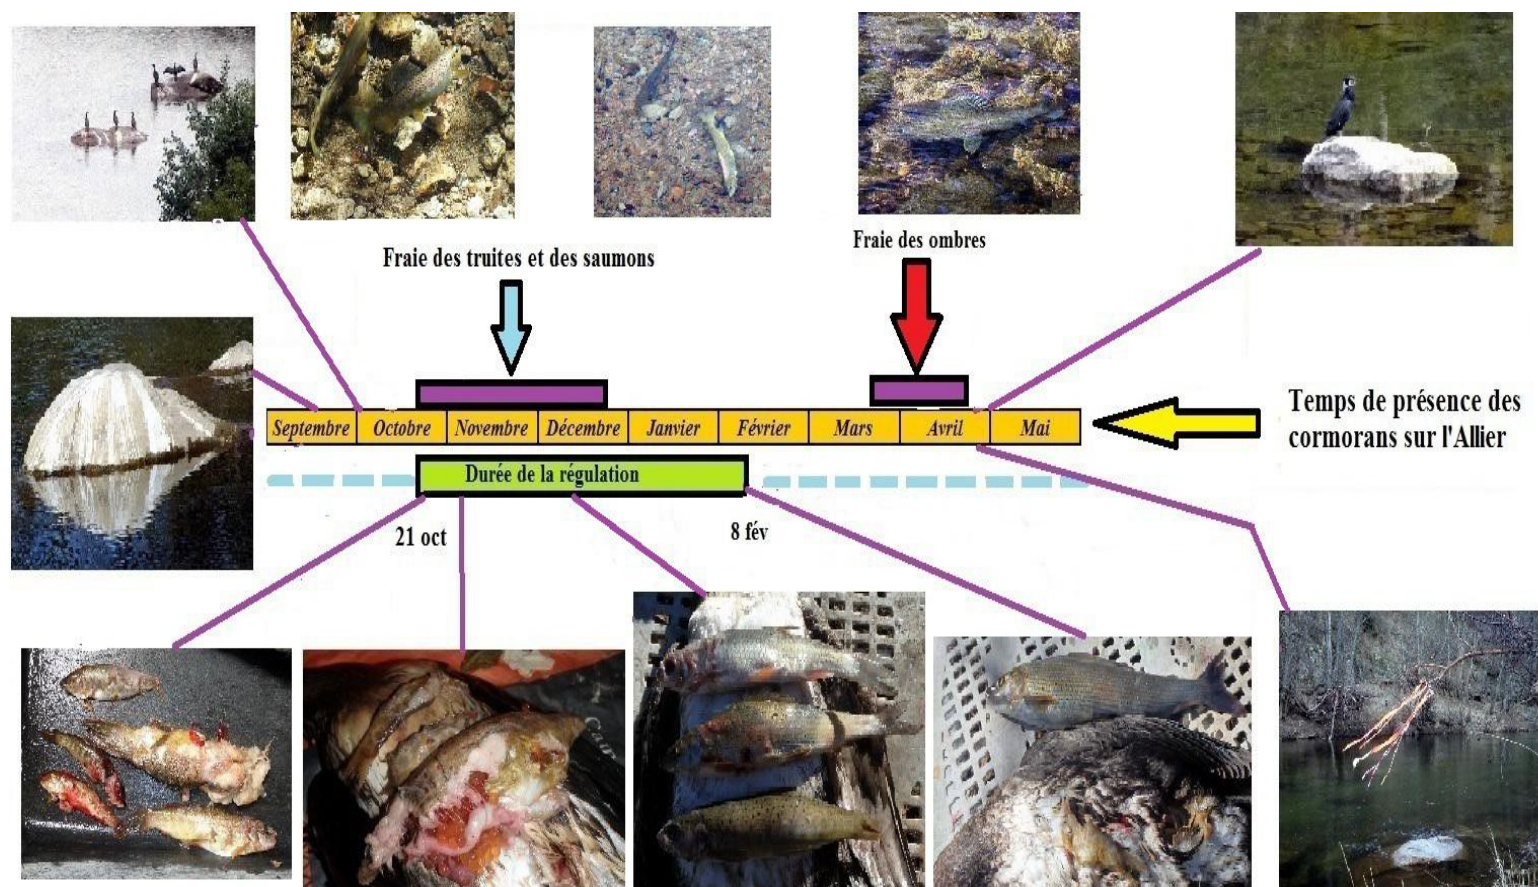 Fraie des truites et des saumons
Fraie des ombres
Septembre
Octobre
Novembre
Décembre
Janvier
Février
Mars
Avril
Mai
Temps de présence des
cormorans sur l'Allier
Durée de la régulation
21 oct
8 fév